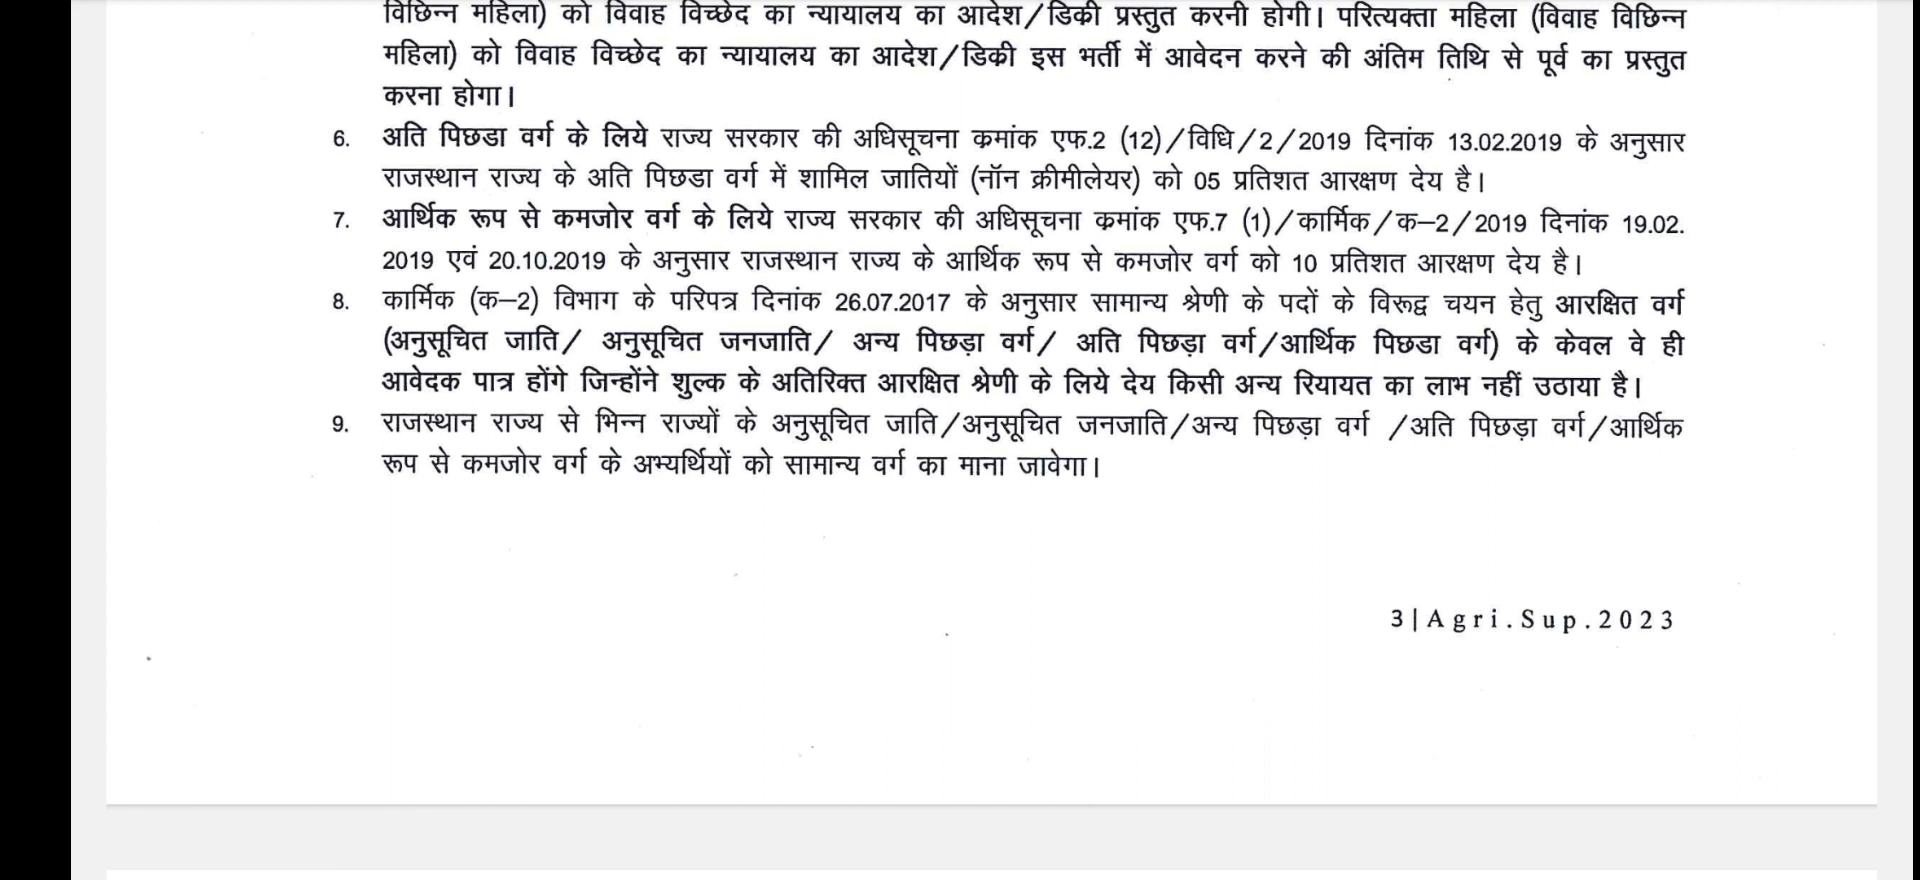 विछिन्न महिला) को विवाह विच्छेद का न्यायालय का आदेश/डिकी प्रस्तुत करनी होगी। परित्यक्ता महिला (विवाह विछिन्न
महिला) को विवाह विच्छेद का न्यायालय का आदेश/डिकी इस भर्ती में आवेदन करने की अंतिम तिथि से पूर्व का प्रस्तुत
करना होगा।
6. अति पिछडा वर्ग के लिये राज्य सरकार की अधिसूचना कमांक एफ.2 (12)/विधि/2/2019 दिनांक 13.02.2019 के अनुसार
राजस्थान राज्य के अति पिछडा वर्ग में शामिल जातियों (नॉन क्रीमीलेयर) को 05 प्रतिशत आरक्षण देय है।
7. आर्थिक रूप से कमजोर वर्ग के लिये राज्य सरकार की अधिसूचना कमांक एफ.7 (1)/कार्मिक/क–2/2019 दिनांक 19.02.
2019 एवं 20.10.2019 के अनुसार राजस्थान राज्य के आर्थिक रूप से कमजोर वर्ग को 10 प्रतिशत आरक्षण देय है।
8. कार्मिक (क–2) विभाग के परिपत्र दिनांक 26.07.2017 के अनुसार सामान्य श्रेणी के पदों के विरूद्व चयन हेतु आरक्षित वर्ग
(अनुसूचित जाति/ अनुसूचित जनजाति/ अन्य पिछड़ा वर्ग/ अति पिछड़ा वर्ग/आर्थिक पिछडा वर्ग) के केवल वे ही
आवेदक पात्र होंगे जिन्होंने शुल्क के अतिरिक्त आरक्षित श्रेणी के लिये देय किसी अन्य रियायत का लाभ नहीं उठाया है।
9. राजस्थान राज्य से भिन्न राज्यों के अनुसूचित जाति/अनुसूचित जनजाति/अन्य पिछड़ा वर्ग /अति पिछड़ा वर्ग/आर्थिक
रूप से कमजोर वर्ग के अभ्यर्थियों को सामान्य वर्ग का माना जावेगा।
3|Agri.Sup.2023